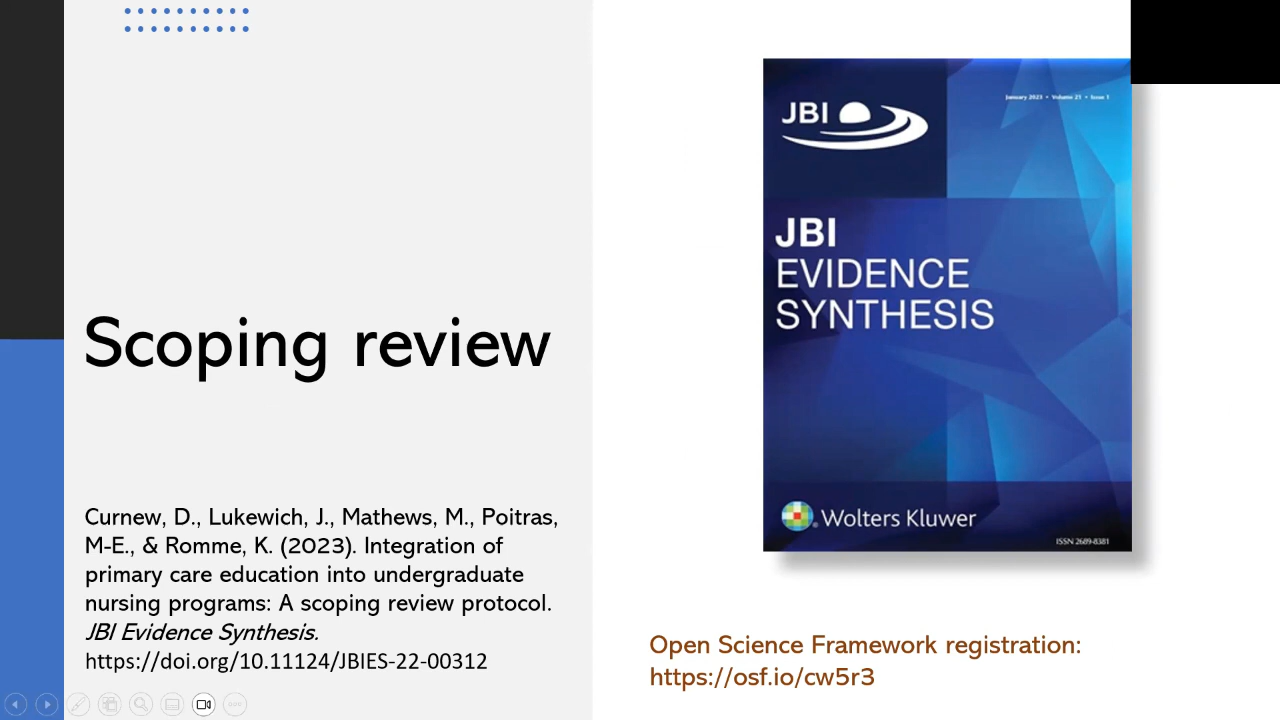 Scoping review
Curnew, D., Lukewich, J., Mathews, M., Poitras,
M-E., & Romme, K. (2023). Integration of
primary care education into undergraduate
nursing programs: A scoping review protocol.
JBI Evidence Synthesis.
https://doi.org/10.11124/JBIES-22-00312
January 2023 • Volume 21 • Issue 1
JBI
JBI
EVIDENCE
SYNTHESIS
Wolters Kluwer
ISSN 2689-8381
Open Science Framework registration:
https://osf.io/cw5r3